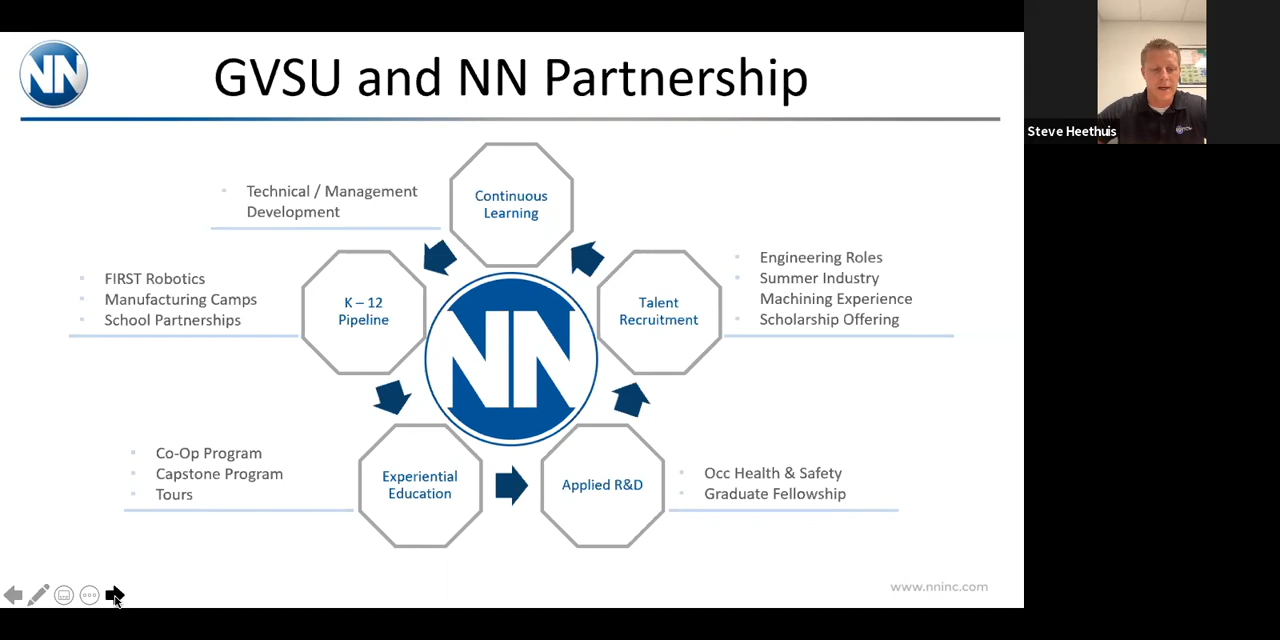 NN
GVSU and NN Partnership
Steve Heethuis
Technical / Management
Development
Continuous
Learning
FIRST Robotics
Manufacturing Camps
School Partnerships
K – 12
Pipeline
Talent
Recruitment
Engineering Roles
Summer Industry
Machining Experience
Scholarship Offering
NN
Co-Op Program
Capstone Program
Tours
Experiential
Education
Applied R&D
Occ Health & Safety
Graduate Fellowship
www.nninc.com